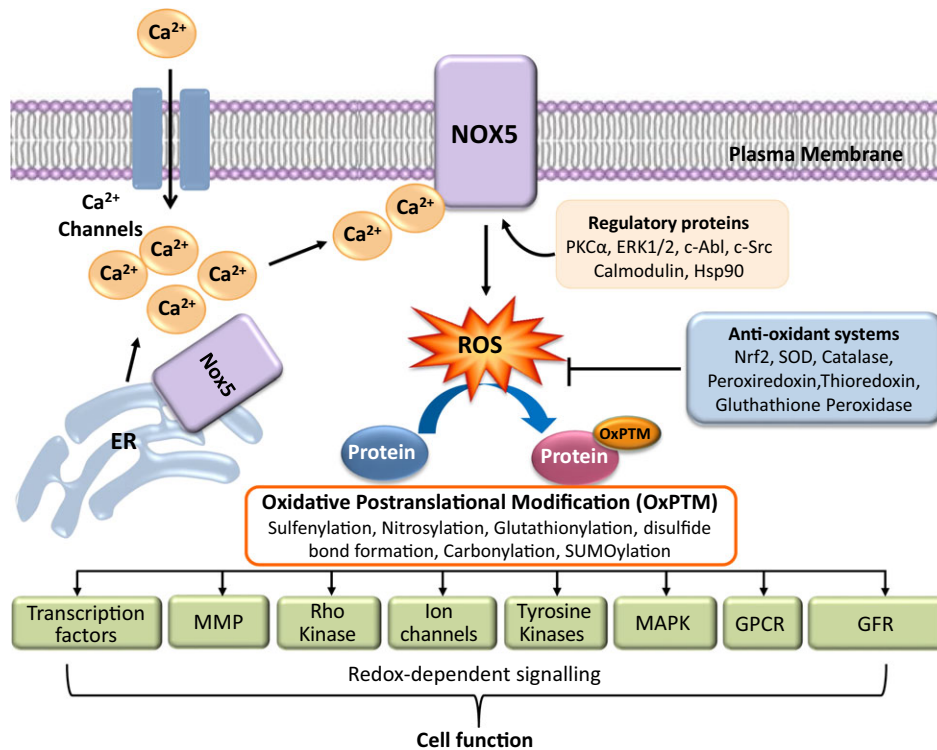 Ca2+
NOX5
Plasma Membrane
Ca2+
Channels
Ca2+
Ca2+
Ca2+
Ca2+
Ca2+
Ca2+
Regulatory proteins
PKCα, ERK1/2, c-Abl, c-Src
Calmodulin, Hsp90
Nox5
ER
ROS
Anti-oxidant systems
Nrf2, SOD, Catalase,
Peroxiredoxin,Thioredoxin,
Gluthathione Peroxidase
Protein
Protein
OxPTM
Oxidative Postranslational Modification (OxPTM)
Sulfenylation, Nitrosylation, Glutathionylation, disulfide
bond formation, Carbonylation, SUMOylation
Transcription
factors
MMP
Rho
Kinase
Ion
channels
Tyrosine
Kinases
MAPK
GPCR
GFR
Redox-dependent signalling
Cell function